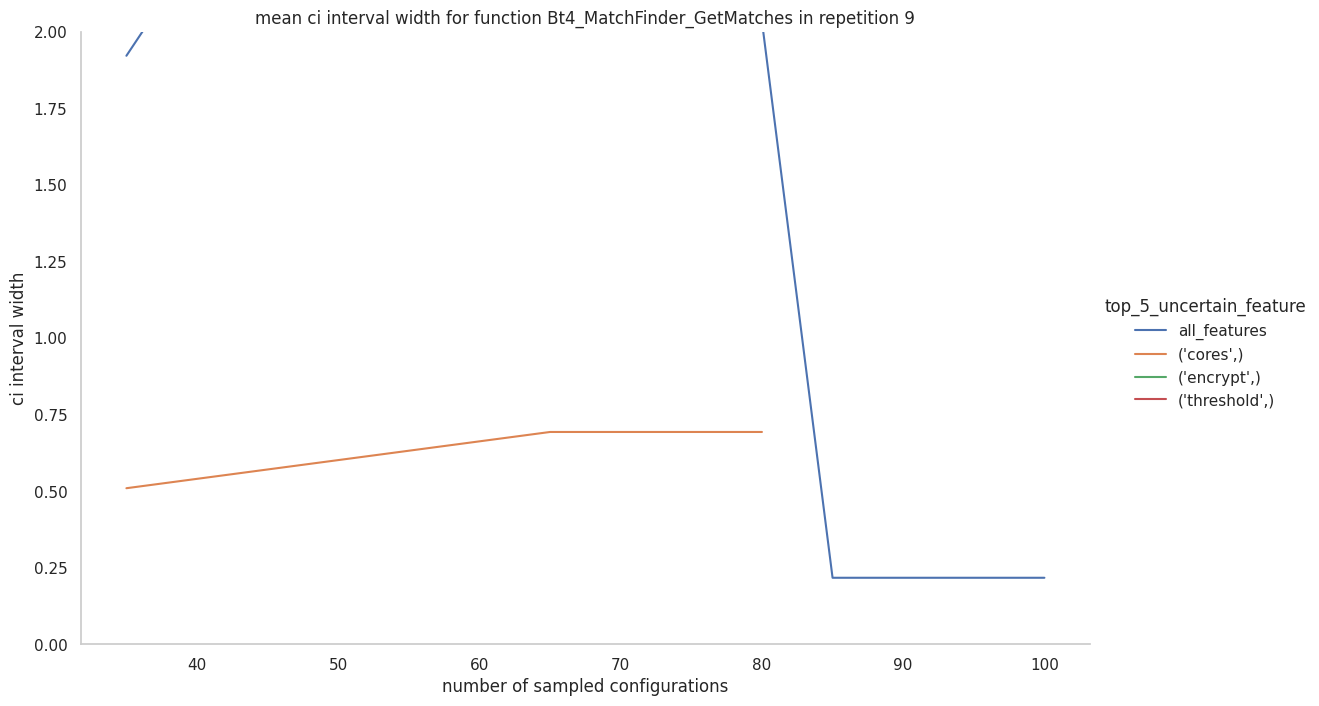 mean ci interval width for function Bt4_MatchFinder_GetMatches in repetition 9
2.00
1.75
1.50
1.25
1.00
0.75
0.50
0.25
0.00
ci interval width
40 50 60 70 80 90 100
number of sampled configurations
top_5_uncertain_feature
all_features
('cores',)
('encrypt',)
('threshold',)